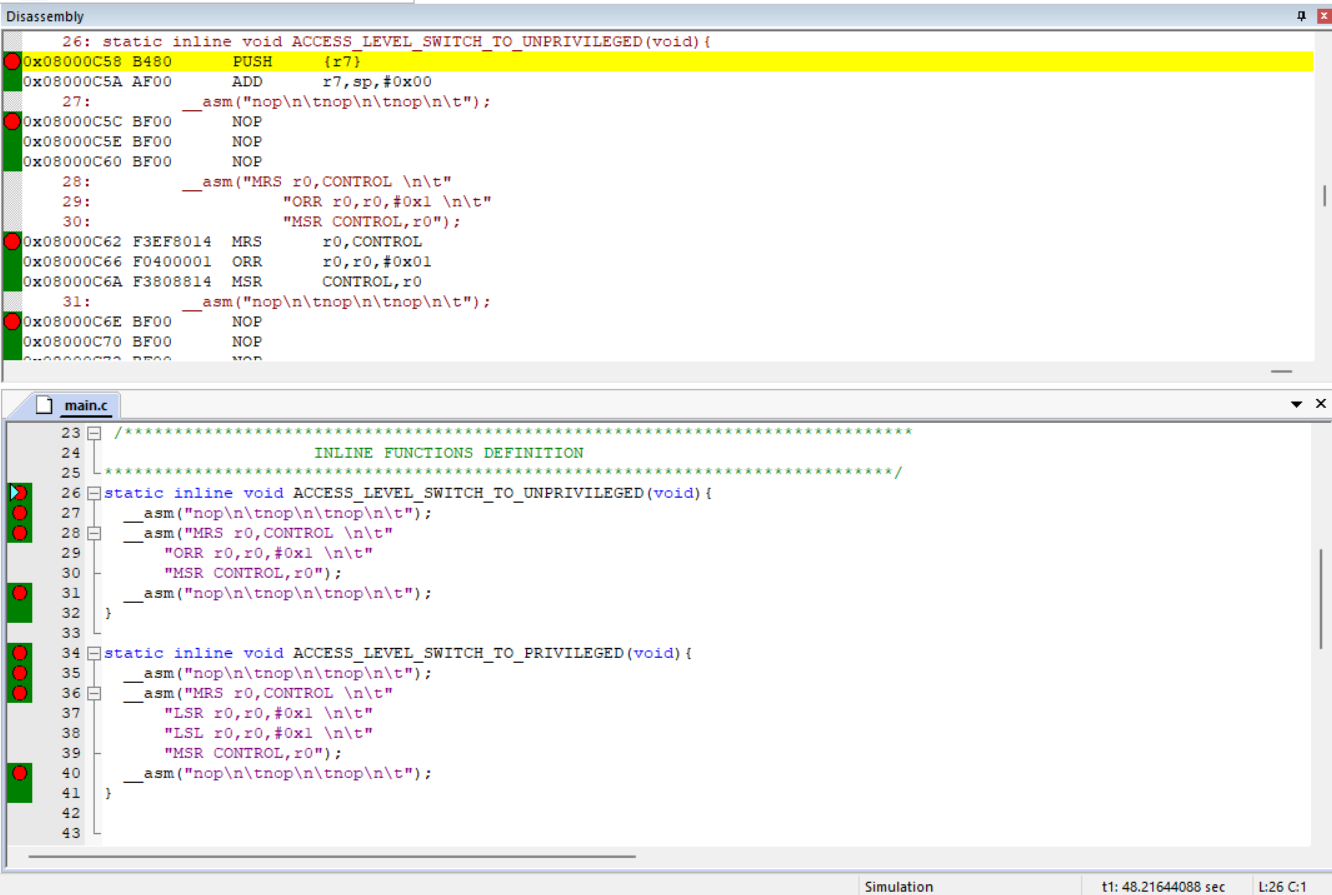 Disassembly
26: static inline void ACCESS_LEVEL_SWITCH_TO_UNPRIVILEGED(void){
0x08000C58 B480 PUSH {r7}
0x08000C5A AF00 ADD r7,sp,#0x00
27: __asm("nop\n\tnop\n\tnop\n\t");
0x08000C5C BF00 NOP
0x08000C5E BF00 NOP
0x08000C60 BF00 NOP
28: __asm("MRS r0,CONTROL \n\t"
29: "ORR r0,r0,#0x1 \n\t"
30: "MSR CONTROL,r0");
0x08000C62 F3EF8014 MRS r0,CONTROL
0x08000C66 F0400001 ORR r0,r0,#0x01
0x08000C6A F3808814 MSR CONTROL,r0
31: __asm("nop\n\tnop\n\tnop\n\t");
0x08000C6E BF00 NOP
0x08000C70 BF00 NOP
0x08000C72 BF00 NOP
main.c
23 /*******************************************************************************
24 INLINE FUNCTIONS DEFINITION
25 *******************************************************************************/
26 static inline void ACCESS_LEVEL_SWITCH_TO_UNPRIVILEGED(void){
27 __asm("nop\n\tnop\n\tnop\n\t");
28 __asm("MRS r0,CONTROL \n\t"
29 "ORR r0,r0,#0x1 \n\t"
30 "MSR CONTROL,r0");
31 __asm("nop\n\tnop\n\tnop\n\t");
32 }
33
34 static inline void ACCESS_LEVEL_SWITCH_TO_PRIVILEGED(void){
35 __asm("nop\n\tnop\n\tnop\n\t");
36 __asm("MRS r0,CONTROL \n\t"
37 "LSR r0,r0,#0x1 \n\t"
38 "LSL r0,r0,#0x1 \n\t"
39 "MSR CONTROL,r0");
40 __asm("nop\n\tnop\n\tnop\n\t");
41 }
42
43
Simulation t1: 48.21644088 sec L:26 C:1